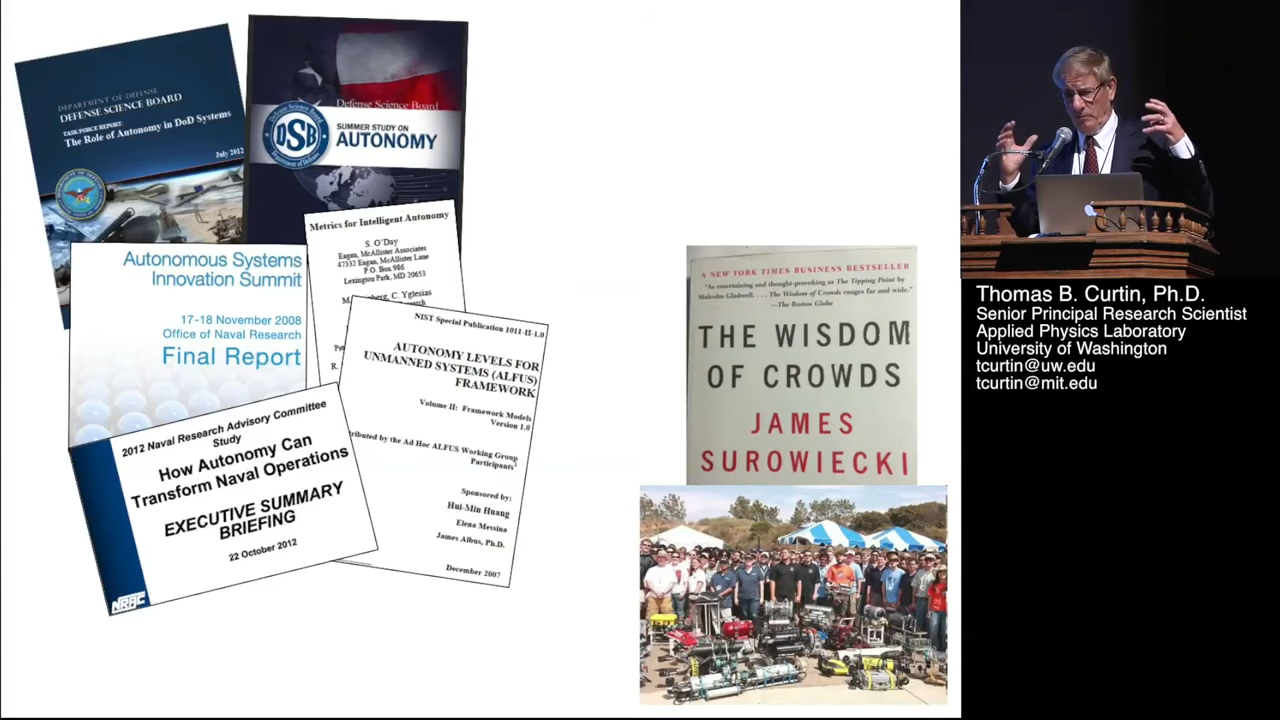 DEPARTMENT OF DEFENSE
DEFENSE SCIENCE BOARD
TASK FORCE REPORT:
The Role of Autonomy in DoD Systems
July 2012
Defense Science Board
DSB
SUMMER STUDY ON
AUTONOMY
Metrics for Intelligent Autonomy
S. O'Day
Eagan, McAllister Associates
47332 Eagan, McAllister Lane
P.O. Box 986
Lexington Park, MD 20653
C. Yglesias
Autonomous Systems
Innovation Summit
17-18 November 2008
Office of Naval Research
Final Report
NIST Special Publication 1011-II-1.0
AUTONOMY LEVELS FOR
UNMANNED SYSTEMS (ALFUS)
FRAMEWORK
Volume II: Framework Models
Version 1.0
by the Ad Hoc ALFUS Working Group
Participants
Sponsored by:
Hui-Min Huang
Elena Messina
James Albus, Ph.D.
December 2007
2012 Naval Research Advisory Committee
Study
How Autonomy Can
Transform Naval Operations
EXECUTIVE SUMMARY
BRIEFING
22 October 2012
NRAC
A NEW YORK TIMES BUSINESS BESTSELLER
"As entertaining and thought-provoking as The Tipping Point by
Malcolm Gladwell. . . . The Wisdom of Crowds ranges far and wide."
—The Boston Globe
THE WISDOM
OF CROWDS
JAMES
SUROWIECKI
Thomas B. Curtin, Ph.D.
Senior Principal Research Scientist
Applied Physics Laboratory
University of Washington
tcurtin@uw.edu
tcurtin@mit.edu